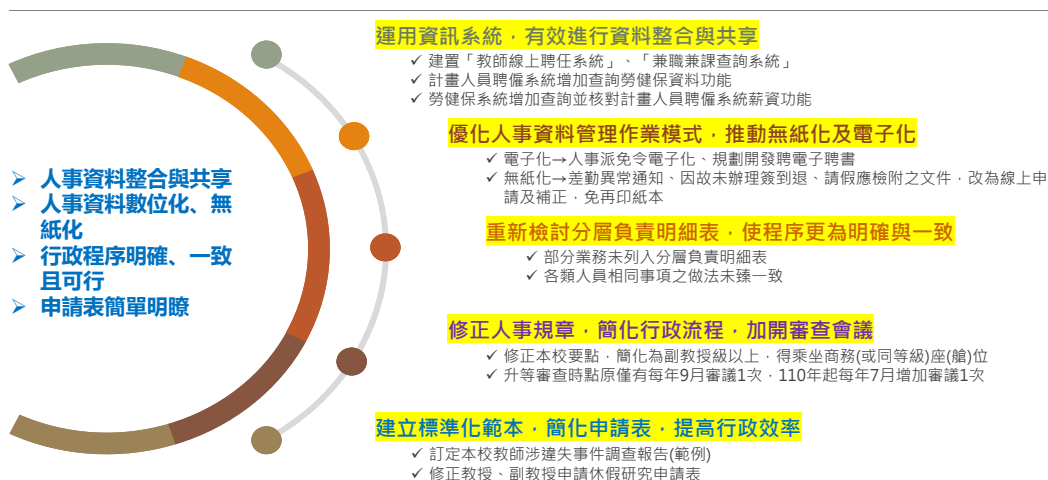 運用資訊系統，有效進行資料整合與共享
✓ 建置「教師線上聘任系統」、「兼職兼課查詢系統」
✓ 計畫人員聘僱系統增加查詢勞健保資料功能
✓ 勞健保系統增加查詢並核對計畫人員聘僱系統薪資功能
優化人事資料管理作業模式，推動無紙化及電子化
✓ 電子化→人事派免令電子化、規劃開發聘電子聘書
✓ 無紙化→差勤異常通知、因故未辦理簽到退、請假應檢附之文件，改為線上申
請及補正，免再印紙本
➢ 人事資料整合與共享
➢ 人事資料數位化、無
紙化
➢ 行政程序明確、一致
且可行
➢ 申請表簡單明瞭
重新檢討分層負責明細表，使程序更為明確與一致
✓ 部分業務未列入分層負責明細表
✓ 各類人員相同事項之做法未臻一致
修正人事規章，簡化行政流程，加開審查會議
✓ 修正本校要點，簡化為副教授級以上，得乘坐商務(或同等級)座(艙)位
✓ 升等審查時點原僅有每年9月審議1次，110年起每年7月增加審議1次
建立標準化範本，簡化申請表，提高行政效率
✓ 訂定本校教師涉違失事件調查報告(範例)
✓ 修正教授、副教授申請休假研究申請表